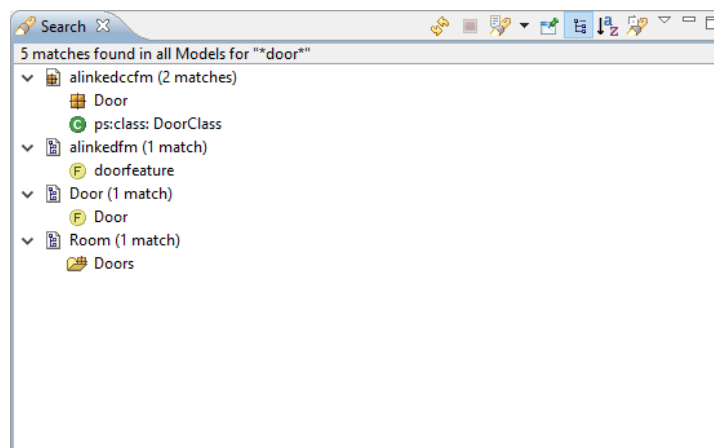 Search
5 matches found in all Models for "*door*"
alinkedccfm (2 matches)
Door
C ps:class: DoorClass
alinkedfm (1 match)
F doorfeature
Door (1 match)
F Door
Room (1 match)
Doors